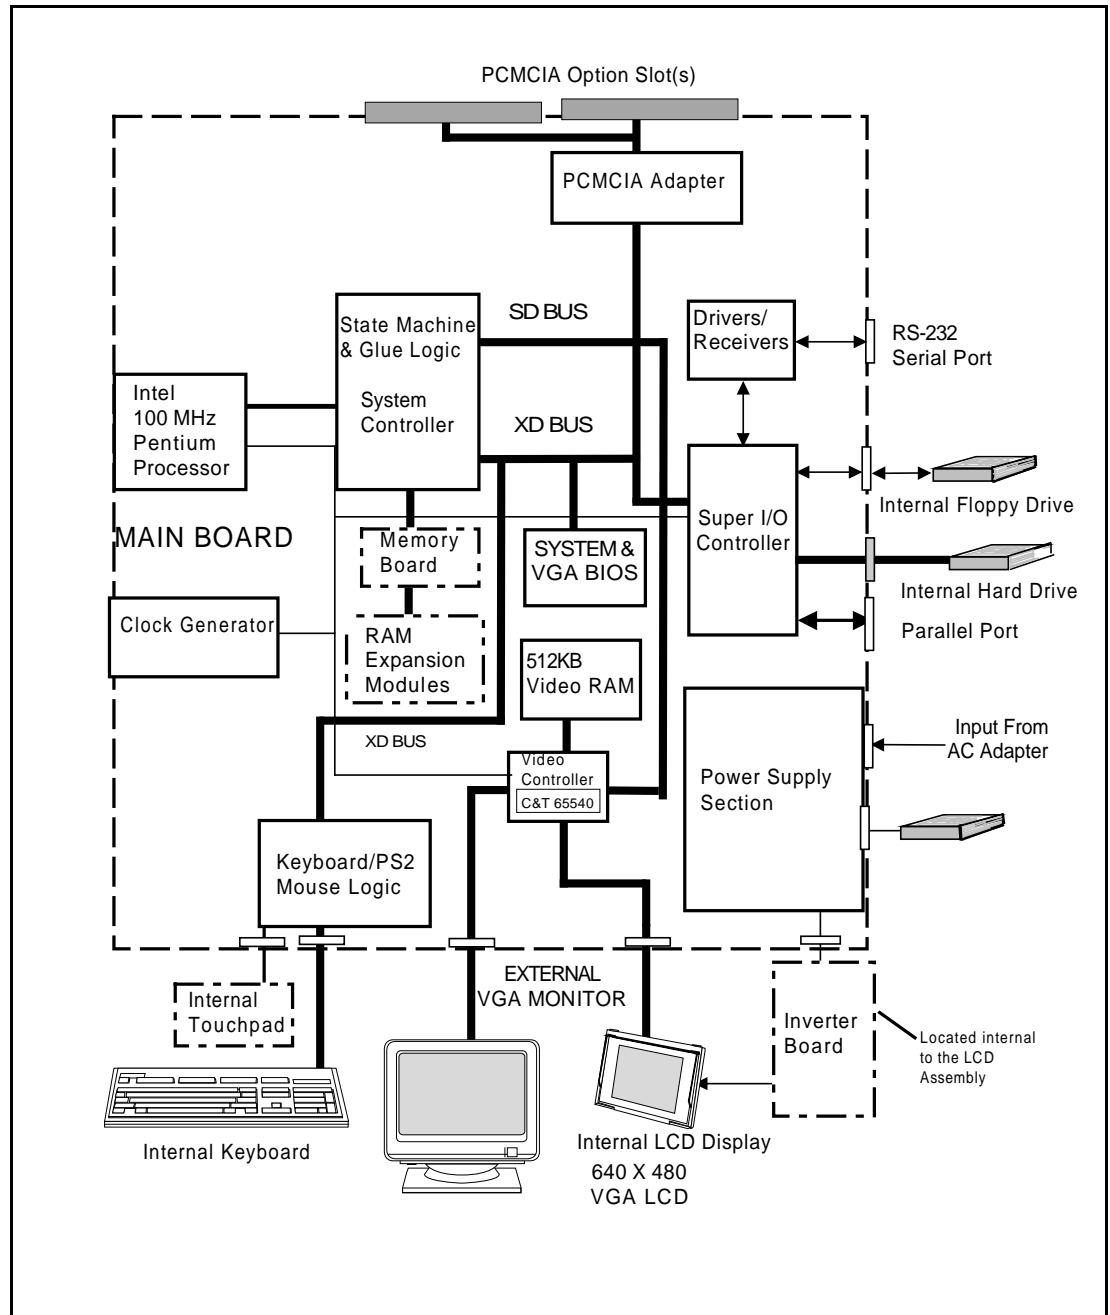 PCMCIA Option Slot(s)
PCMCIA Adapter
SD BUS
State Machine
& Glue Logic
System
Controller
Drivers/
Receivers
RS-232
Serial Port
Intel
100 MHz
Pentium
Processor
XD BUS
Super I/O
Controller
Internal Floppy Drive
MAIN BOARD
Memory
Board
SYSTEM &
VGA BIOS
Internal Hard Drive
Clock Generator
RAM
Expansion
Modules
512KB
Video RAM
Parallel Port
XD BUS
Video
Controller
C&T 65540
Power Supply
Section
Input From
AC Adapter
Keyboard/PS2
Mouse Logic
EXTERNAL
VGA MONITOR
Internal
Touchpad
Inverter
Board
Located internal
to the LCD
Assembly
Internal Keyboard
Internal LCD Display
640 X 480
VGA LCD